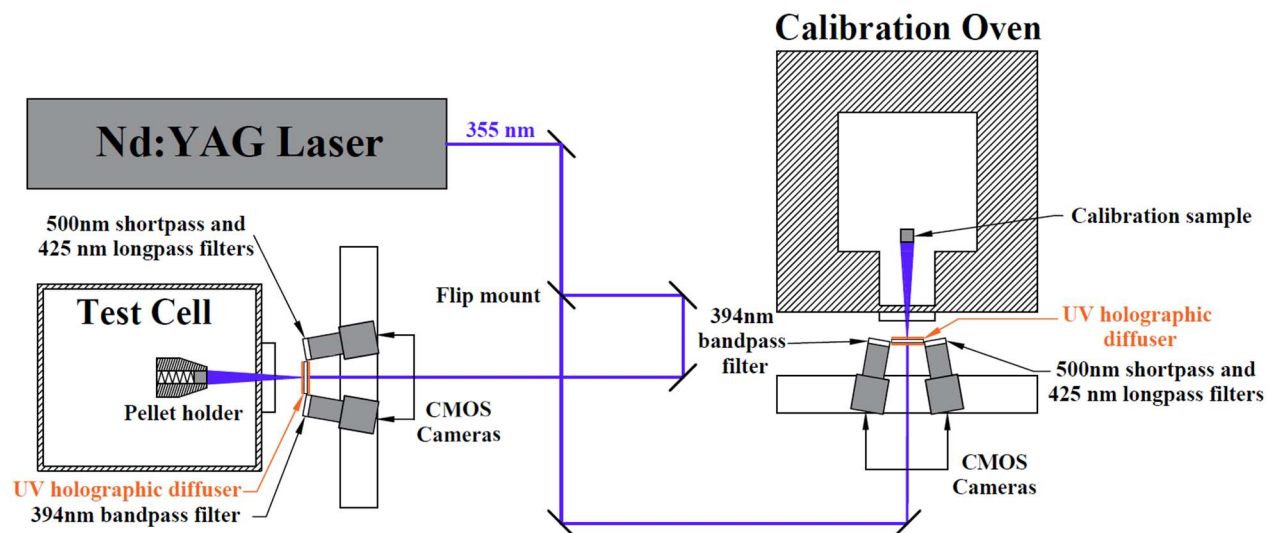 Calibration Oven
Nd:YAG Laser
355 nm
Calibration sample
500nm shortpass and
425 nm longpass filters
Flip mount
Test Cell
394nm
bandpass
filter
UV holographic
diffuser
500nm shortpass and
425 nm longpass filters
Pellet holder
CMOS
Cameras
CMOS
Cameras
UV holographic diffuser
394nm bandpass filter